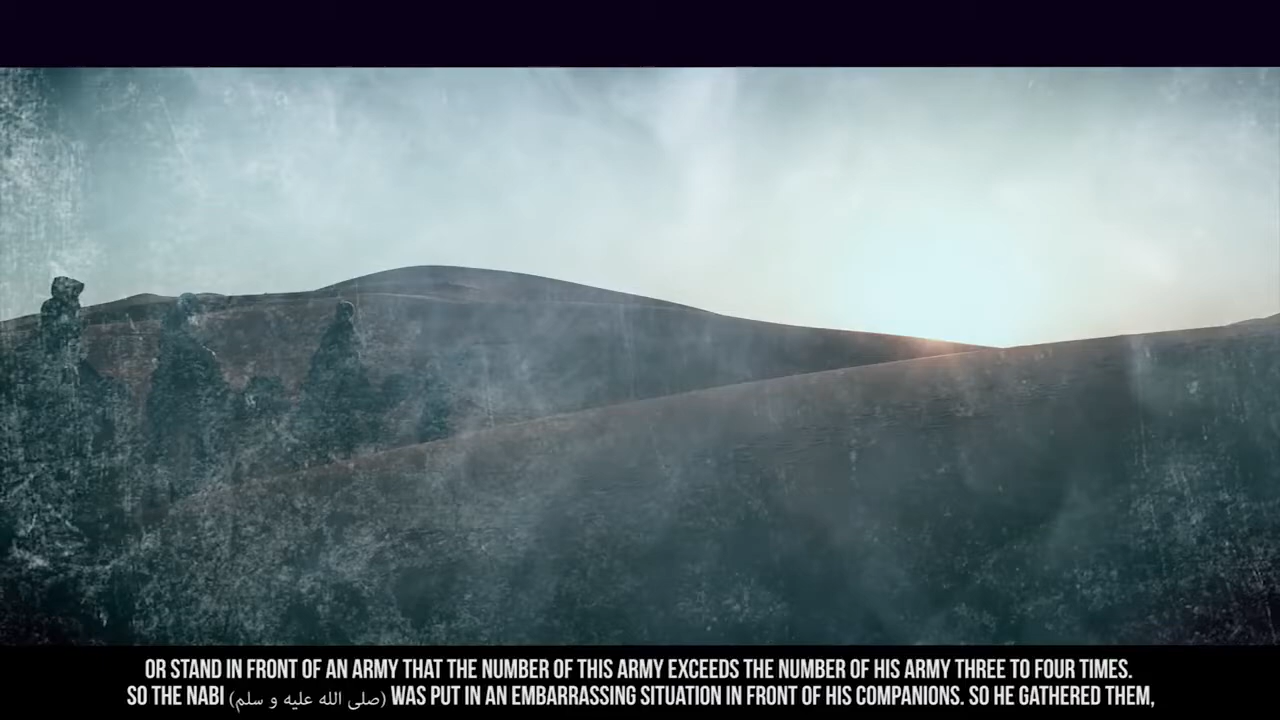 OR STAND IN FRONT OF AN ARMY THAT THE NUMBER OF THIS ARMY EXCEEDS THE NUMBER OF HIS ARMY THREE TO FOUR TIMES.
SO THE NABI (صلى الله عليه و سلم) WAS PUT IN AN EMBARRASSING SITUATION IN FRONT OF HIS COMPANIONS. SO HE GATHERED THEM,